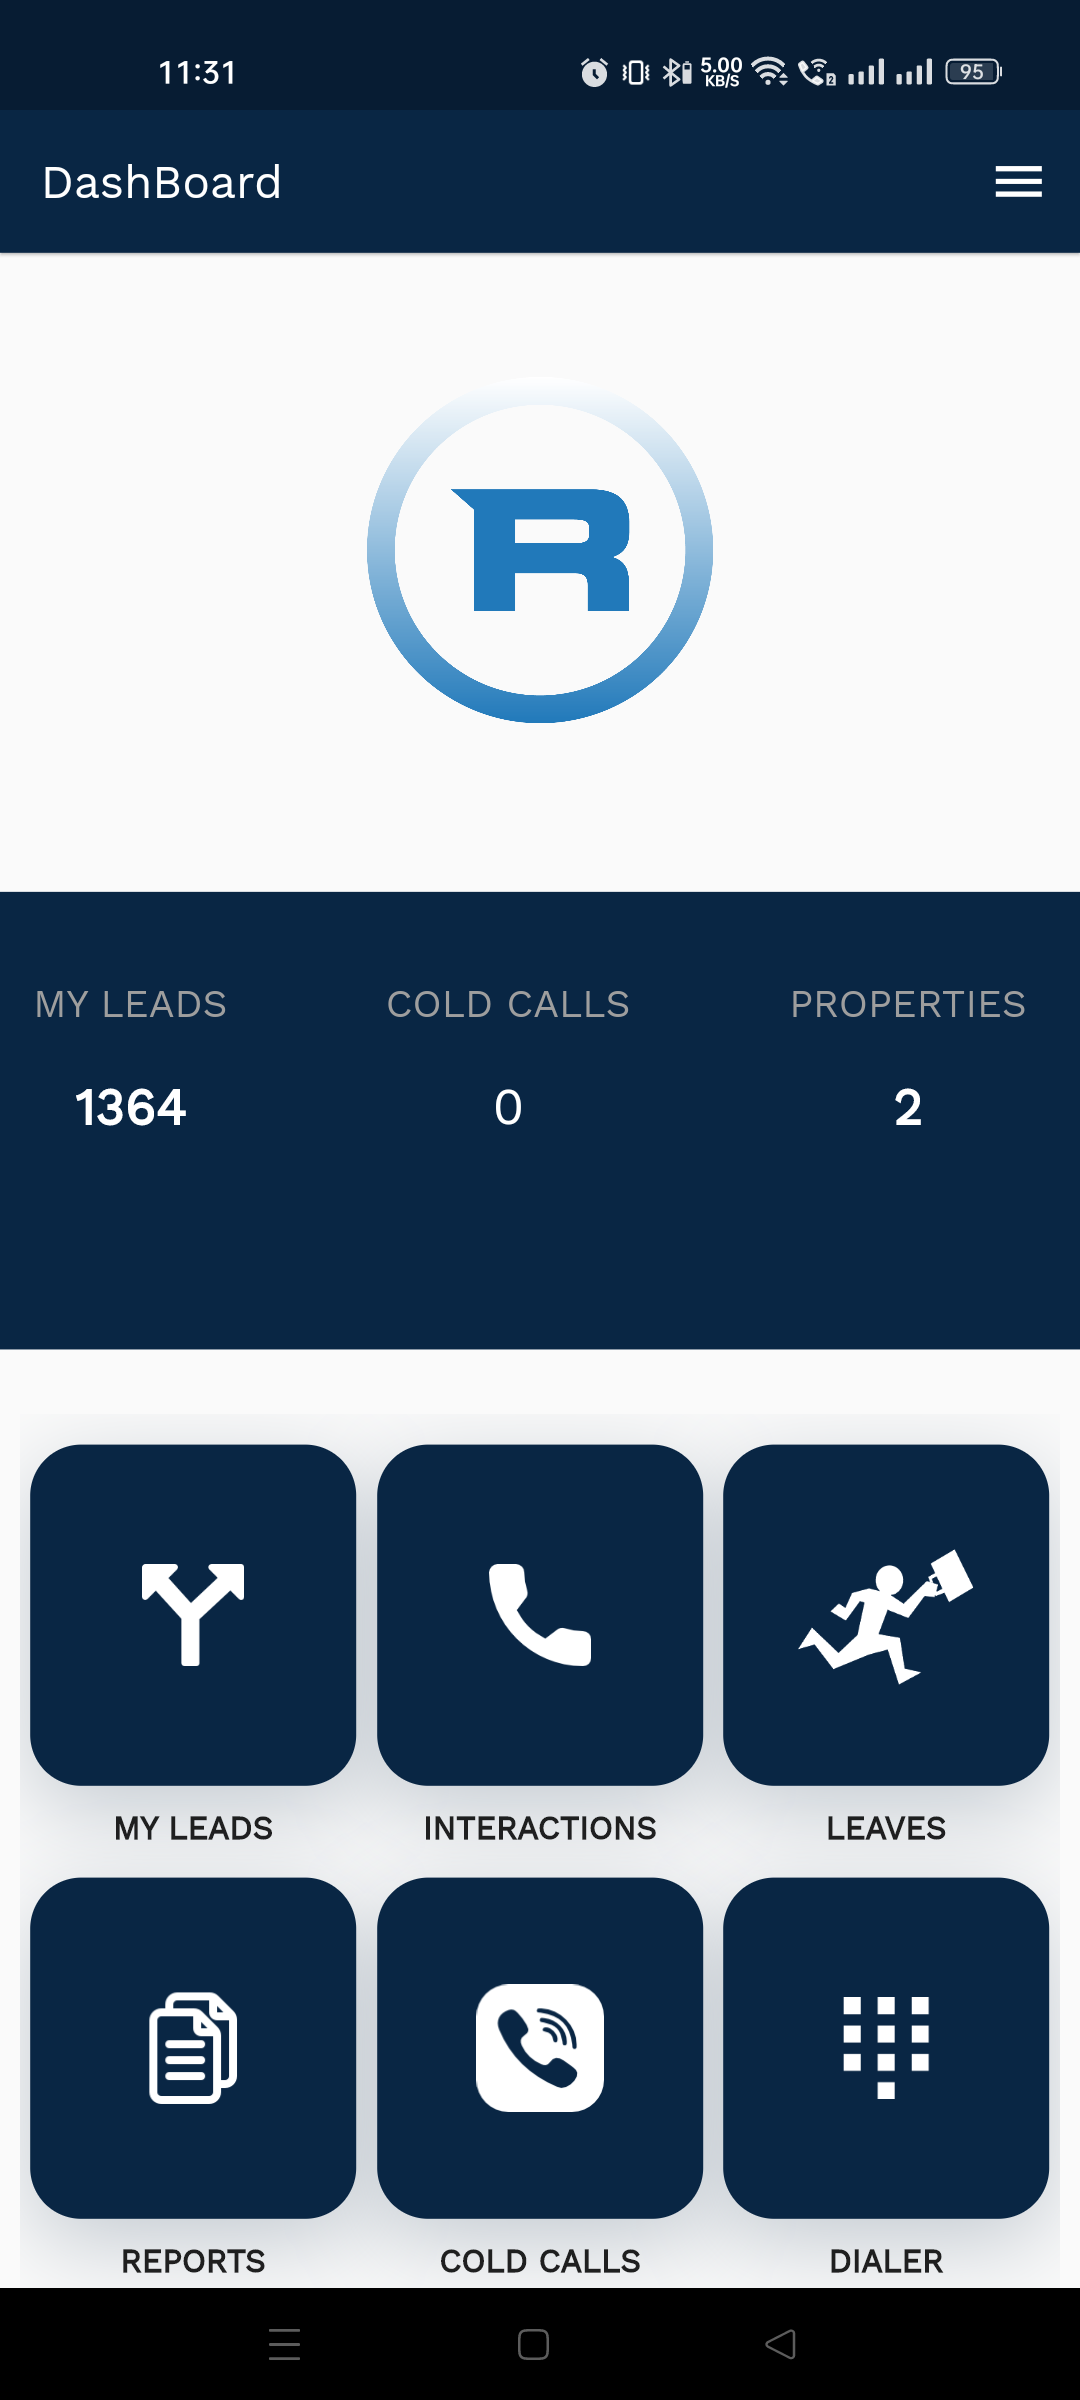 11:31 5.00 KB/S 2 95
DashBoard
R
MY LEADS COLD CALLS PROPERTIES
1364 0 2
MY LEADS INTERACTIONS LEAVES
REPORTS COLD CALLS DIALER